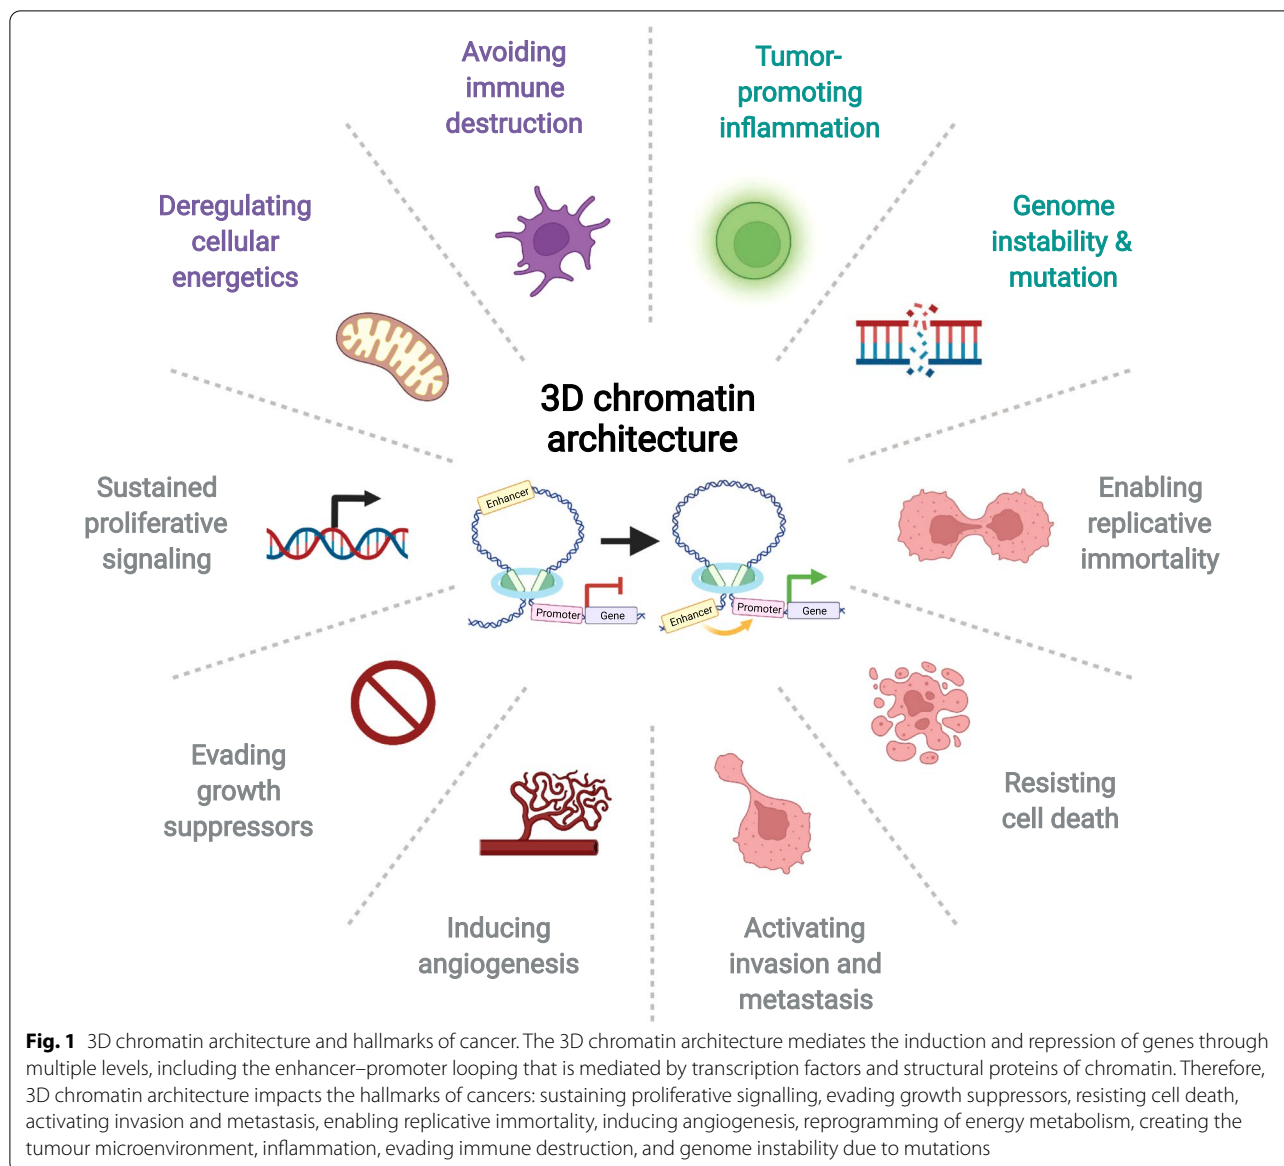 Avoiding
immune
destruction
Tumor-
promoting
inflammation
Deregulating
cellular
energetics
Genome
instability &
mutation
3D chromatin
architecture
Sustained
proliferative
signaling
Enhancer
Promoter
Gene
Enhancer
Promoter
Gene
Enabling
replicative
immortality
Evading
growth
suppressors
Resisting
cell death
Inducing
angiogenesis
Activating
invasion and
metastasis
Fig. 1 3D chromatin architecture and hallmarks of cancer. The 3D chromatin architecture mediates the induction and repression of genes through
multiple levels, including the enhancer–promoter looping that is mediated by transcription factors and structural proteins of chromatin. Therefore,
3D chromatin architecture impacts the hallmarks of cancers: sustaining proliferative signalling, evading growth suppressors, resisting cell death,
activating invasion and metastasis, enabling replicative immortality, inducing angiogenesis, reprogramming of energy metabolism, creating the
tumour microenvironment, inflammation, evading immune destruction, and genome instability due to mutations